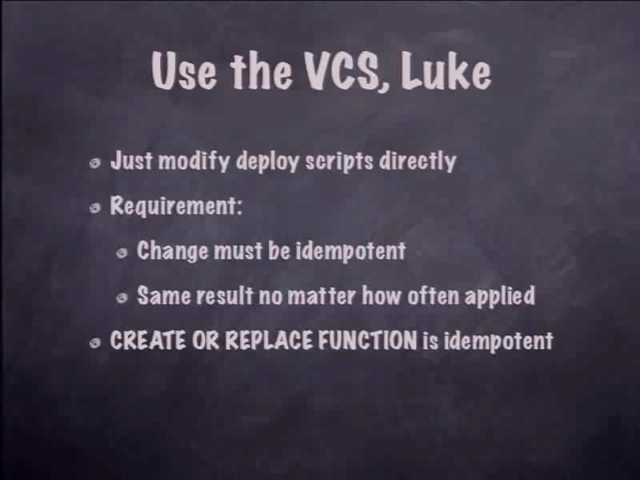 Use the VCS, Luke
Just modify deploy scripts directly
Requirement:
Change must be idempotent
Same result no matter how often applied
CREATE OR REPLACE FUNCTION is idempotent